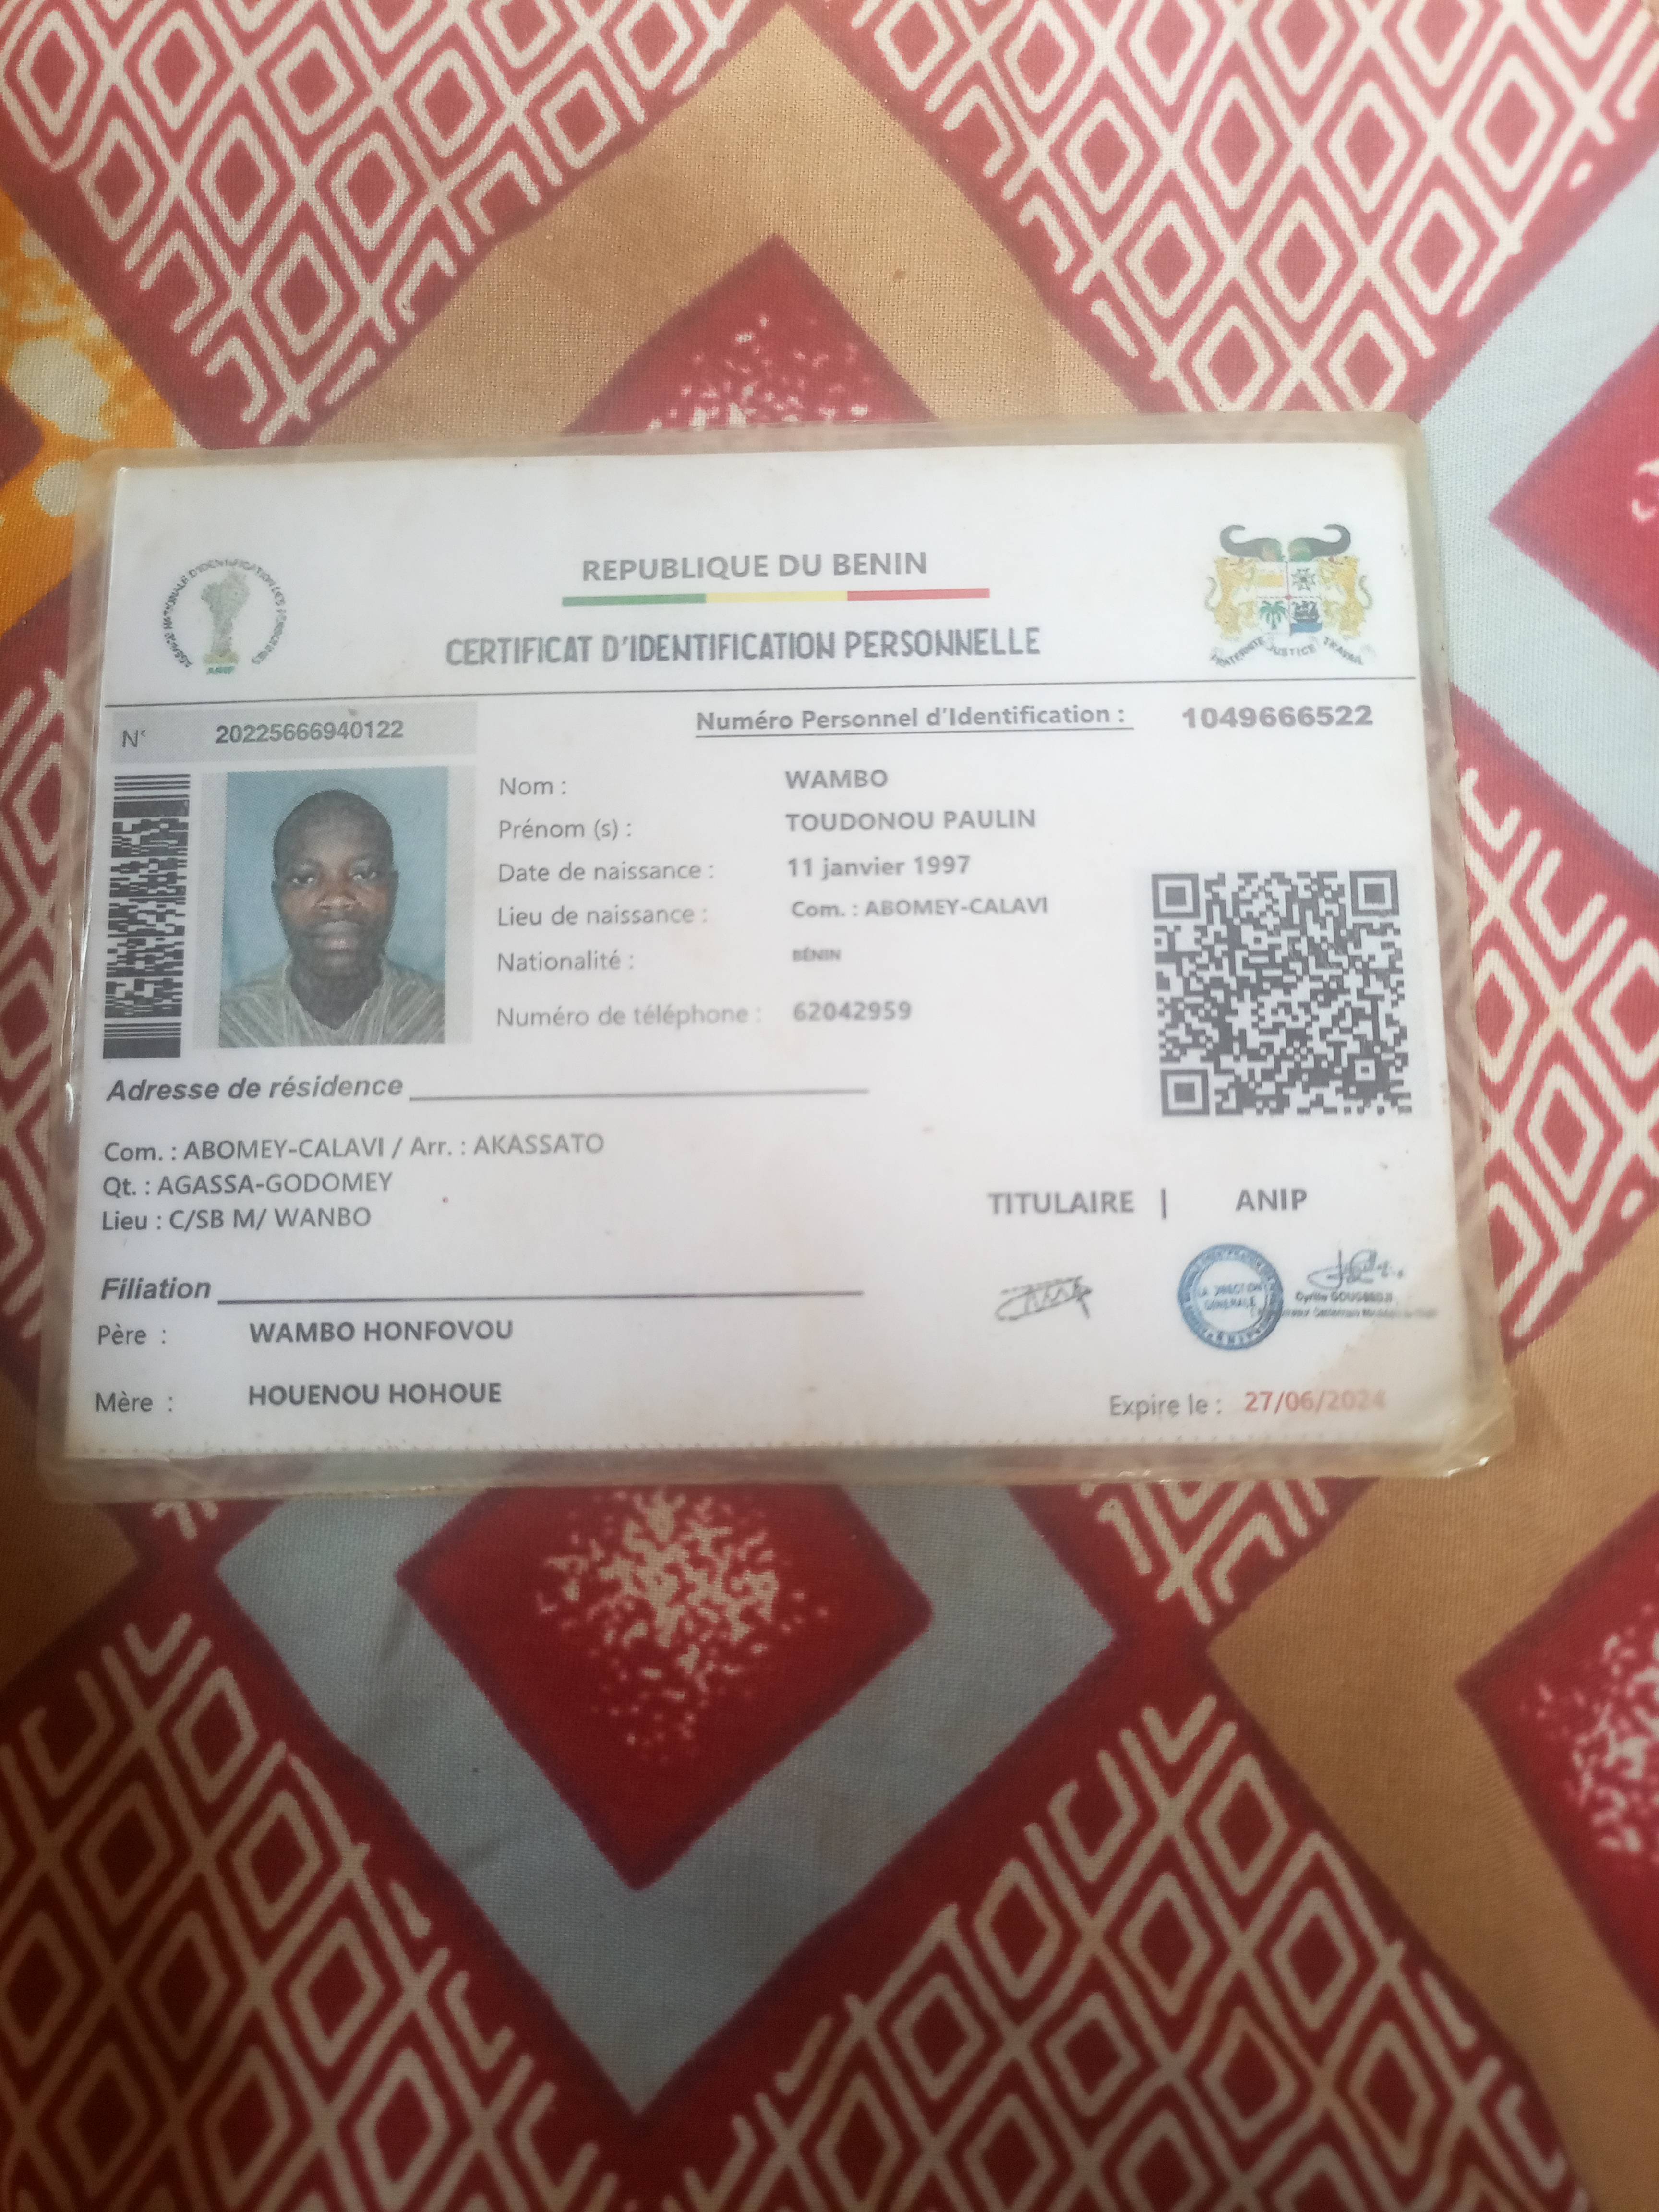 REPUBLIQUE DU BENIN
CERTIFICAT D'IDENTIFICATION PERSONNELLE
ANIP
FRATERNITE JUSTICE TRAVAIL
N° 20225666940122
Numéro Personnel d'Identification : 1049666522
Nom : WAMBO
Prénom (s) : TOUDONOU PAULIN
Date de naissance : 11 janvier 1997
Lieu de naissance : Com. : ABOMEY-CALAVI
Nationalité : BÉNIN
Numéro de téléphone : 62042959
Adresse de résidence
Com. : ABOMEY-CALAVI / Arr. : AKASSATO
Qt. : AGASSA-GODOMEY
Lieu : C/SB M/ WANBO
TITULAIRE | ANIP
LA DIRECTION
GENERALE
Filiation
Père : WAMBO HONFOVOU
Mère : HOUENOU HOHOUE
Expire le : 27/06/2024